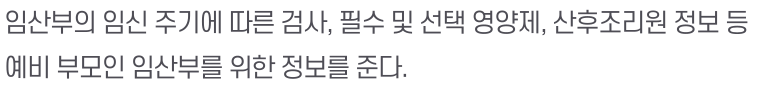 임산부의 임신 주기에 따른 검사, 필수 및 선택 영양제, 산후조리원 정보 등
예비 부모인 임산부를 위한 정보를 준다.